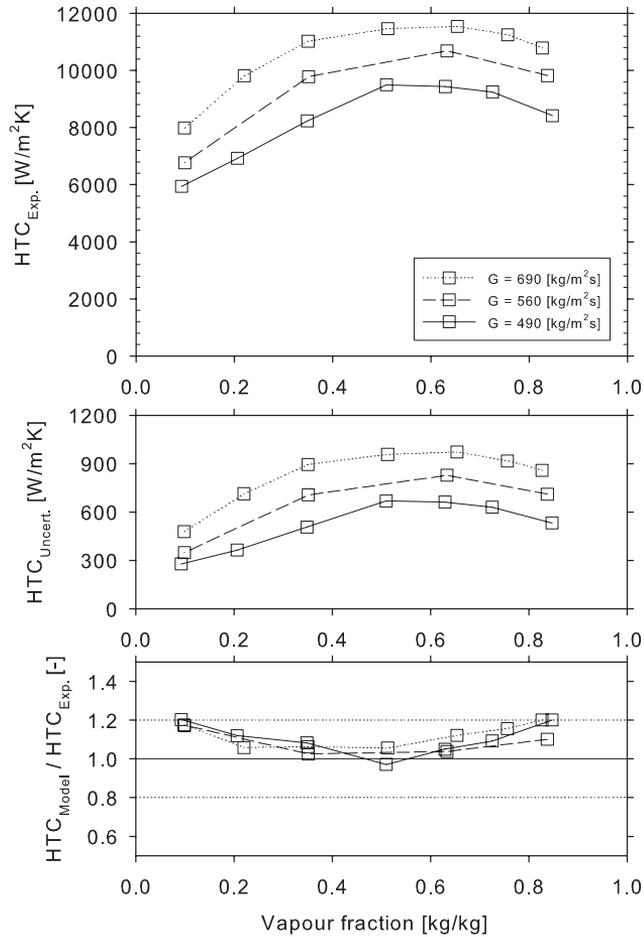 12000
10000
8000
6000
4000
2000
0
HTC_Exp. [W/m²K]
G = 690 [kg/m²s]
G = 560 [kg/m²s]
G = 490 [kg/m²s]
0.0 0.2 0.4 0.6 0.8 1.0
1200
900
600
300
0
HTC_Uncert. [W/m²K]
0.0 0.2 0.4 0.6 0.8 1.0
1.4
1.2
1.0
0.8
0.6
HTC_Model / HTC_Exp. [-]
0.0 0.2 0.4 0.6 0.8 1.0
Vapour fraction [kg/kg]